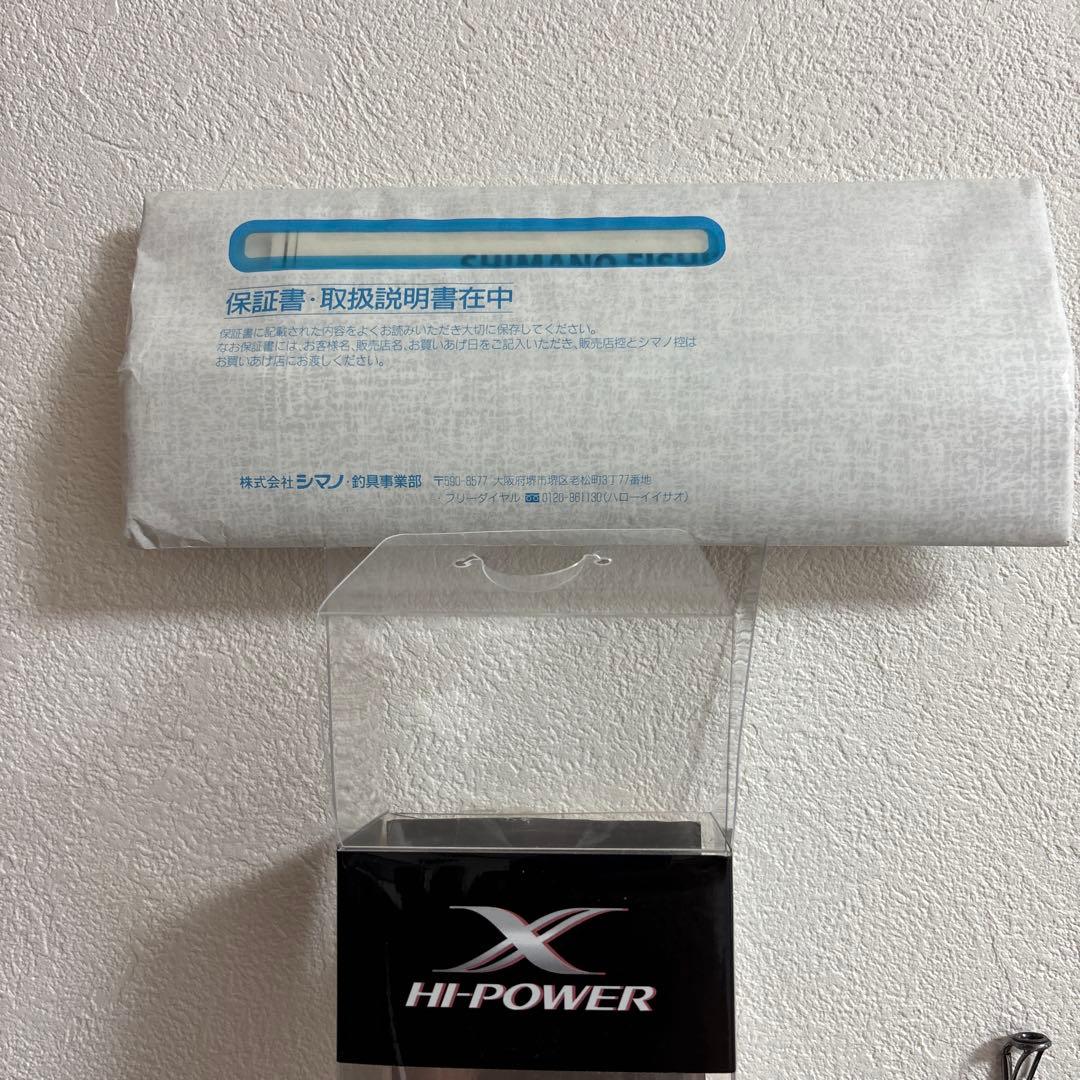 SHIMANO FISH
保証書・取扱説明書在中
保証書に記載された内容をよくお読みいただき大切に保存してください。
なお保証書には、お客様名、販売店名、お買いあげ日をご記入いただき、販売店控とシマノ控は
お買いあげ店にお渡しください。
株式会社シマノ・釣具事業部 〒590-8577 大阪府堺市堺区老松町3丁77番地
・フリーダイヤル 0120-861130(ハローイイサオ)
X
HI-POWER